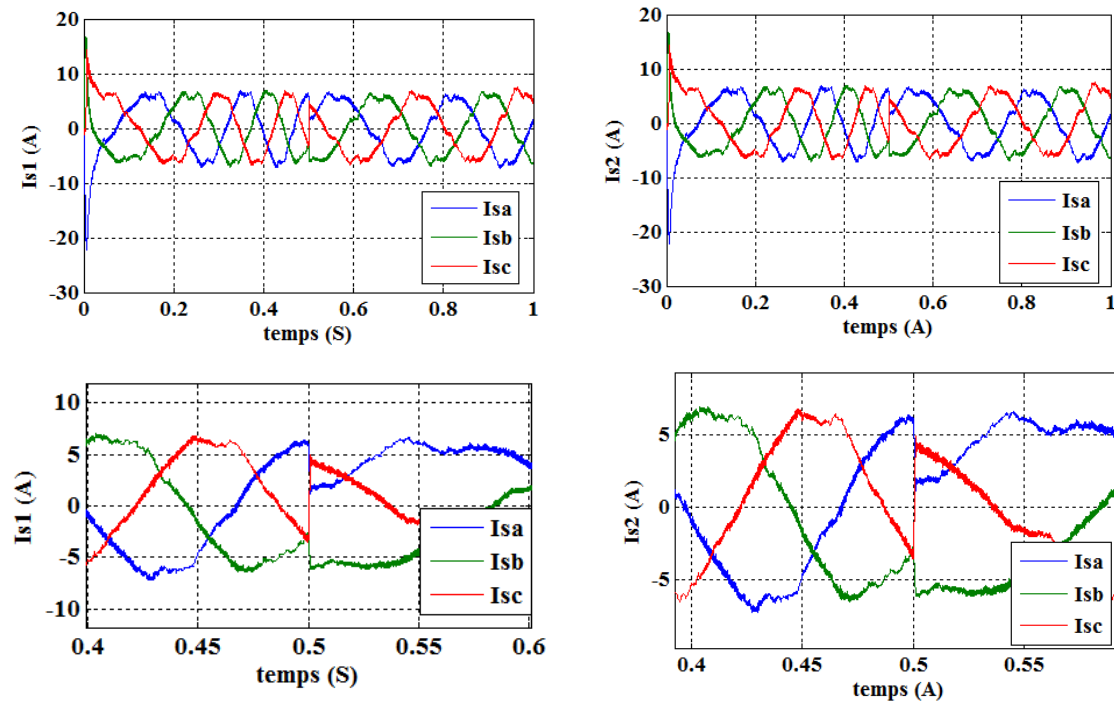 20
10
0
-10
-20
-30
Is1 (A)
Isa
Isb
Isc
0 0.2 0.4 0.6 0.8 1
temps (S)
20
10
0
-10
-20
-30
Is2 (A)
Isa
Isb
Isc
0 0.2 0.4 0.6 0.8 1
temps (A)
10
5
0
-5
-10
Is1 (A)
Isa
Isb
Isc
0.4 0.45 0.5 0.55 0.6
temps (S)
5
0
-5
Is2 (A)
Isa
Isb
Isc
0.4 0.45 0.5 0.55
temps (A)